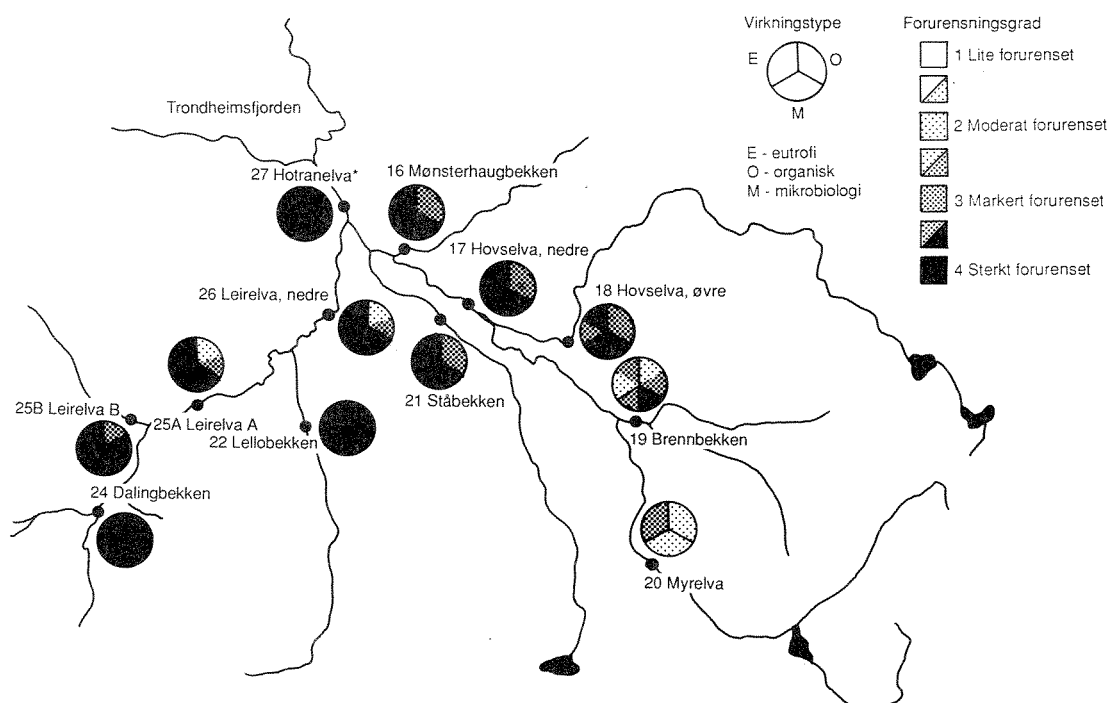 Virkningstype
E
O
M
E - eutrofi
O - organisk
M - mikrobiologi
Forurensningsgrad
1 Lite forurenset
2 Moderat forurenset
3 Markert forurenset
4 Sterkt forurenset
Trondheimsfjorden
27 Hotranelva*
16 Mønsterhaugbekken
17 Hovselva, nedre
26 Leirelva, nedre
18 Hovselva, øvre
21 Ståbekken
25B Leirelva B
25A Leirelva A
22 Lellobekken
19 Brennbekken
24 Dalingbekken
20 Myrelva